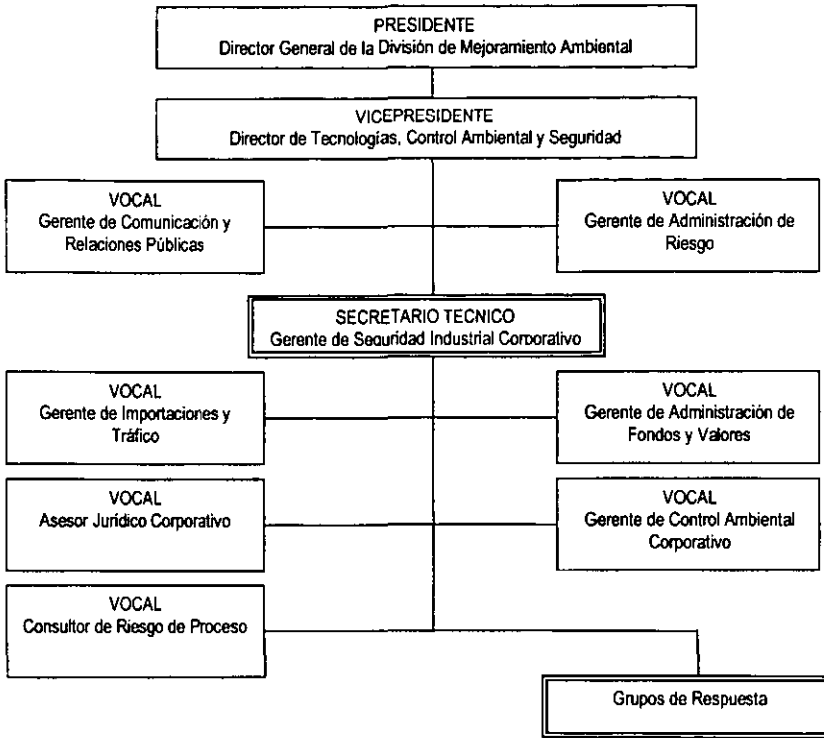 PRESIDENTE
Director General de la División de Mejoramiento Ambiental
VICEPRESIDENTE
Director de Tecnologías, Control Ambiental y Seguridad
VOCAL
Gerente de Comunicación y
Relaciones Públicas
VOCAL
Gerente de Administración de
Riesgo
SECRETARIO TECNICO
Gerente de Seguridad Industrial Corporativo
VOCAL
Gerente de Importaciones y
Tráfico
VOCAL
Gerente de Administración de
Fondos y Valores
VOCAL
Asesor Jurídico Corporativo
VOCAL
Gerente de Control Ambiental
Corporativo
VOCAL
Consultor de Riesgo de Proceso
Grupos de Respuesta